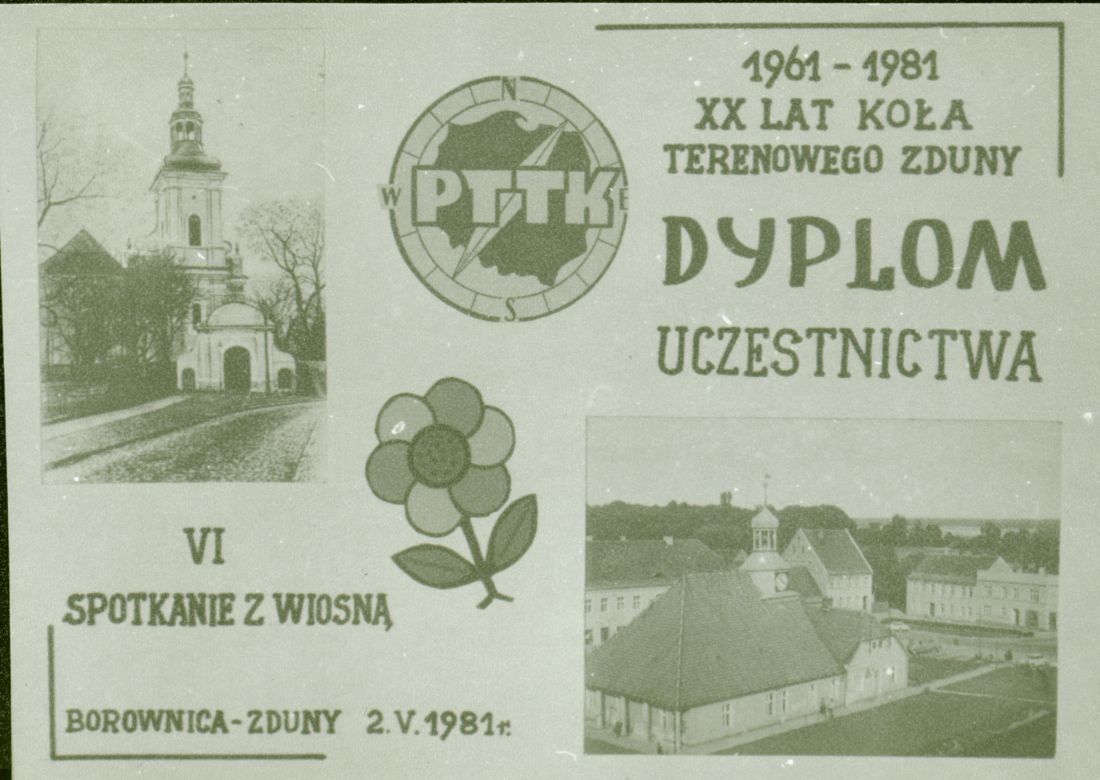 1961 - 1981
XX LAT KOŁA
TERENOWEGO ZDUNY
N
W PTTK E
S
DYPLOM
UCZESTNICTWA
VI
SPOTKANIE Z WIOSNĄ
BOROWNICA-ZDUNY 2.V.1981r.